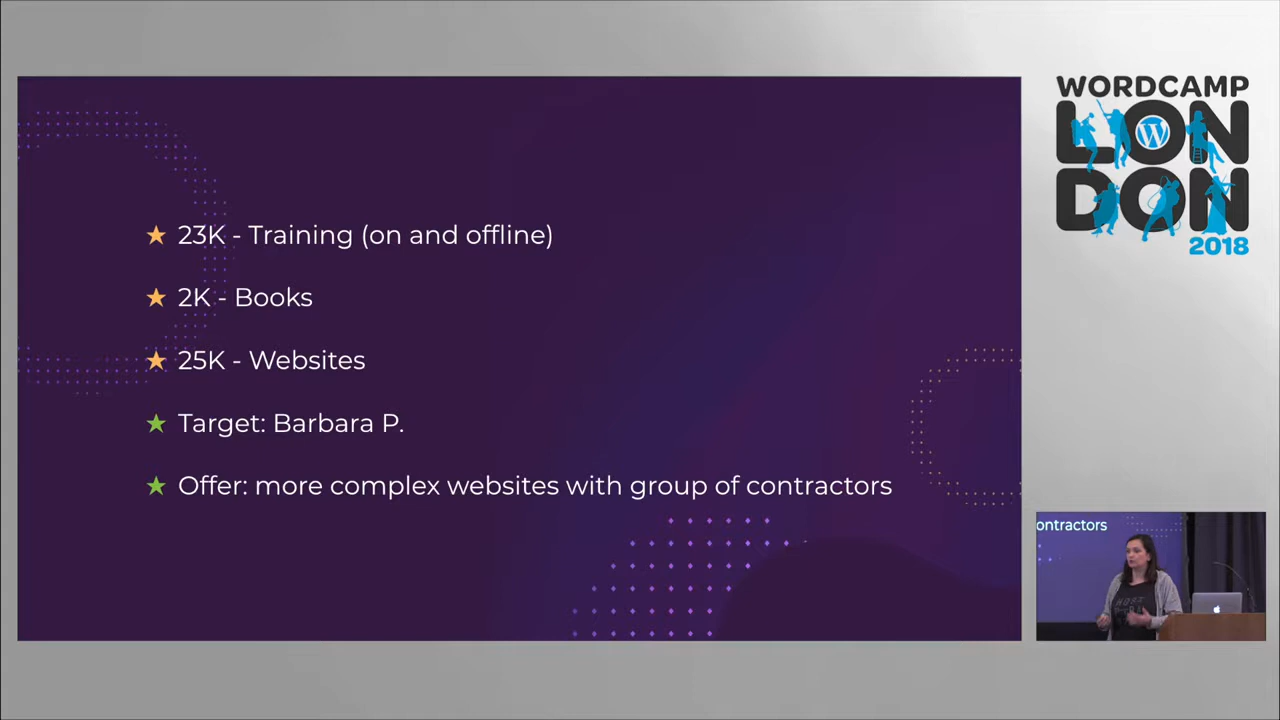 23K - Training (on and offline)
2K - Books
25K - Websites
Target: Barbara P.
Offer: more complex websites with group of contractors
WORDCAMP
LON
DON
2018
ontractors